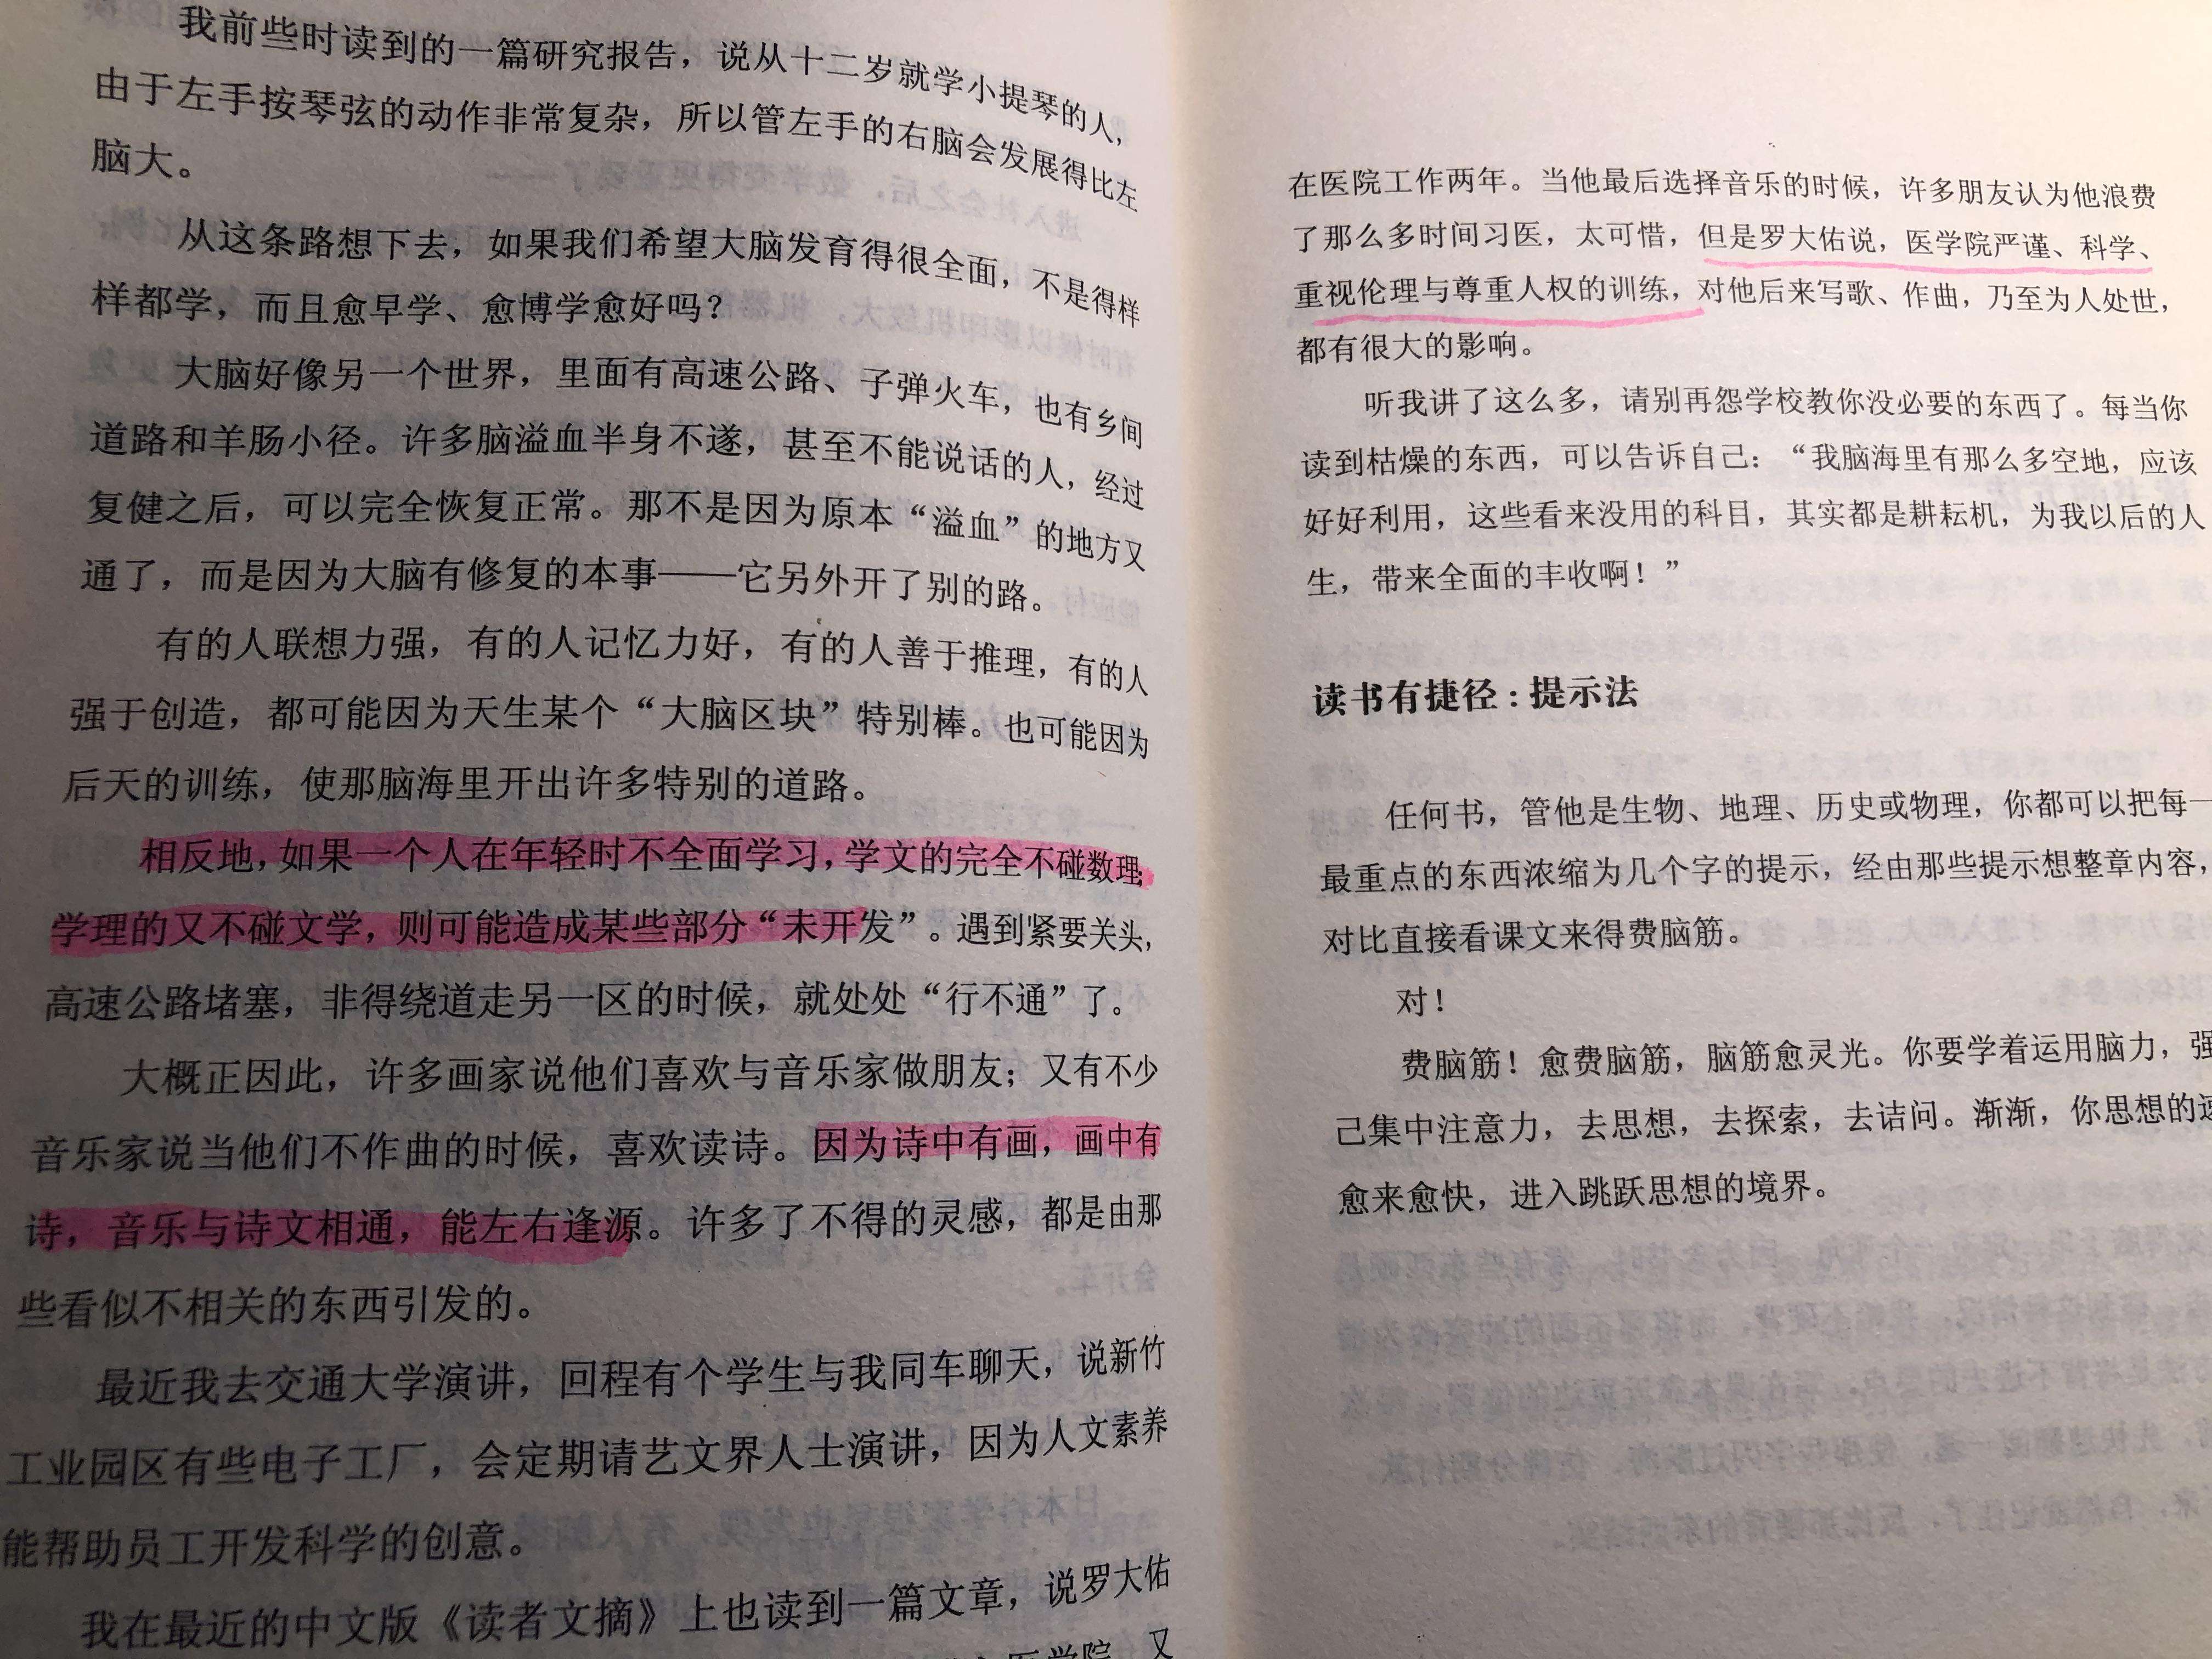 我前些时读到的一篇研究报告，说从十二岁就学小提琴的人，
由于左手按琴弦的动作非常复杂，所以管左手的右脑会发展得比左
脑大。
从这条路想下去，如果我们希望大脑发育得很全面，不是得样
样都学，而且愈早学、愈博学愈好吗？
大脑好像另一个世界，里面有高速公路、子弹火车，也有乡间
道路和羊肠小径。许多脑溢血半身不遂，甚至不能说话的人，经过
复健之后，可以完全恢复正常。那不是因为原本“溢血”的地方又
通了，而是因为大脑有修复的本事——它另外开了别的路。
有的人联想力强，有的人记忆力好，有的人善于推理，有的人
强于创造，都可能因为天生某个“大脑区块”特别棒。也可能因为
后天的训练，使那脑海里开出许多特别的道路。
相反地，如果一个人在年轻时不全面学习，学文的完全不碰数理；
学理的又不碰文学，则可能造成某些部分“未开发”。遇到紧要关头，
高速公路堵塞，非得绕道走另一区的时候，就处处“行不通”了。
大概正因此，许多画家说他们喜欢与音乐家做朋友；又有不少
音乐家说当他们不作曲的时候，喜欢读诗。因为诗中有画，画中有
诗，音乐与诗文相通，能左右逢源。许多了不得的灵感，都是由那
些看似不相关的东西引发的。
最近我去交通大学演讲，回程有个学生与我同车聊天，说新竹
工业园区有些电子工厂，会定期请艺文界人士演讲，因为人文素养
能帮助员工开发科学的创意。
我在最近的中文版《读者文摘》上也读到一篇文章，说罗大佑
医学院，又
在医院工作两年。当他最后选择音乐的时候，许多朋友认为他浪费
了那么多时间习医，太可惜，但是罗大佑说，医学院严谨、科学、
重视伦理与尊重人权的训练，对他后来写歌、作曲，乃至为人处世，
都有很大的影响。
听我讲了这么多，请别再怨学校教你没必要的东西了。每当你
读到枯燥的东西，可以告诉自己：“我脑海里有那么多空地，应该
好好利用，这些看来没用的科目，其实都是耕耘机，为我以后的人
生，带来全面的丰收啊！”
读书有捷径：提示法
任何书，管他是生物、地理、历史或物理，你都可以把每一
最重点的东西浓缩为几个字的提示，经由那些提示想整章内容，
对比直接看课文来得费脑筋。
对！
费脑筋！愈费脑筋，脑筋愈灵光。你要学着运用脑力，强
己集中注意力，去思想，去探索，去诘问。渐渐，你思想的速
愈来愈快，进入跳跃思想的境界。